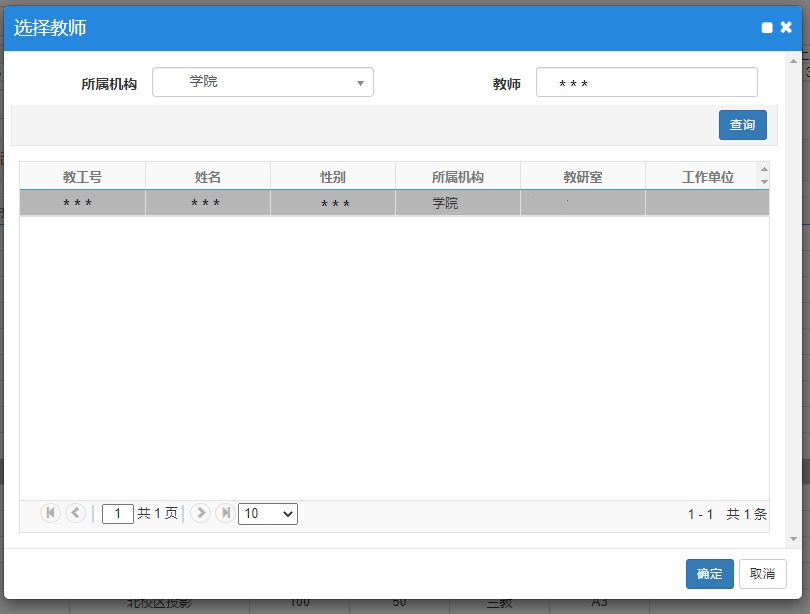 选择教师
所属机构 学院 教师 ***
查询
教工号 姓名 性别 所属机构 教研室 工作单位
*** *** *** 学院
1 共 1 页 10 1 - 1 共 1 条
确定 取消
北校区投影 100 50 三教 A3